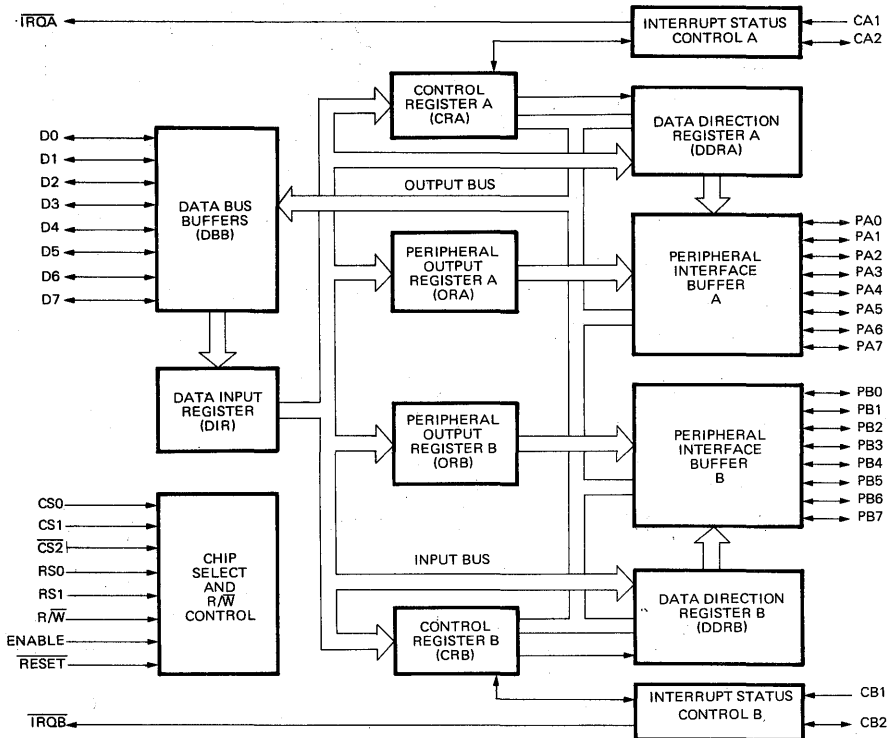 IRQA
INTERRUPT STATUS
CONTROL A
CA1
CA2
CONTROL
REGISTER A
(CRA)
DATA DIRECTION
REGISTER A
(DDRA)
D0
D1
D2
D3
D4
D5
D6
D7
DATA BUS
BUFFERS
(DBB)
OUTPUT BUS
PERIPHERAL
OUTPUT
REGISTER A
(ORA)
PERIPHERAL
INTERFACE
BUFFER
A
PA0
PA1
PA2
PA3
PA4
PA5
PA6
PA7
DATA INPUT
REGISTER
(DIR)
PERIPHERAL
OUTPUT
REGISTER B
(ORB)
PERIPHERAL
INTERFACE
BUFFER
B
PB0
PB1
PB2
PB3
PB4
PB5
PB6
PB7
CS0
CS1
CS2
RS0
RS1
R/W
ENABLE
RESET
CHIP
SELECT
AND
R/W
CONTROL
INPUT BUS
CONTROL
REGISTER B
(CRB)
DATA DIRECTION
REGISTER B
(DDRB)
IRQB
INTERRUPT STATUS
CONTROL B
CB1
CB2